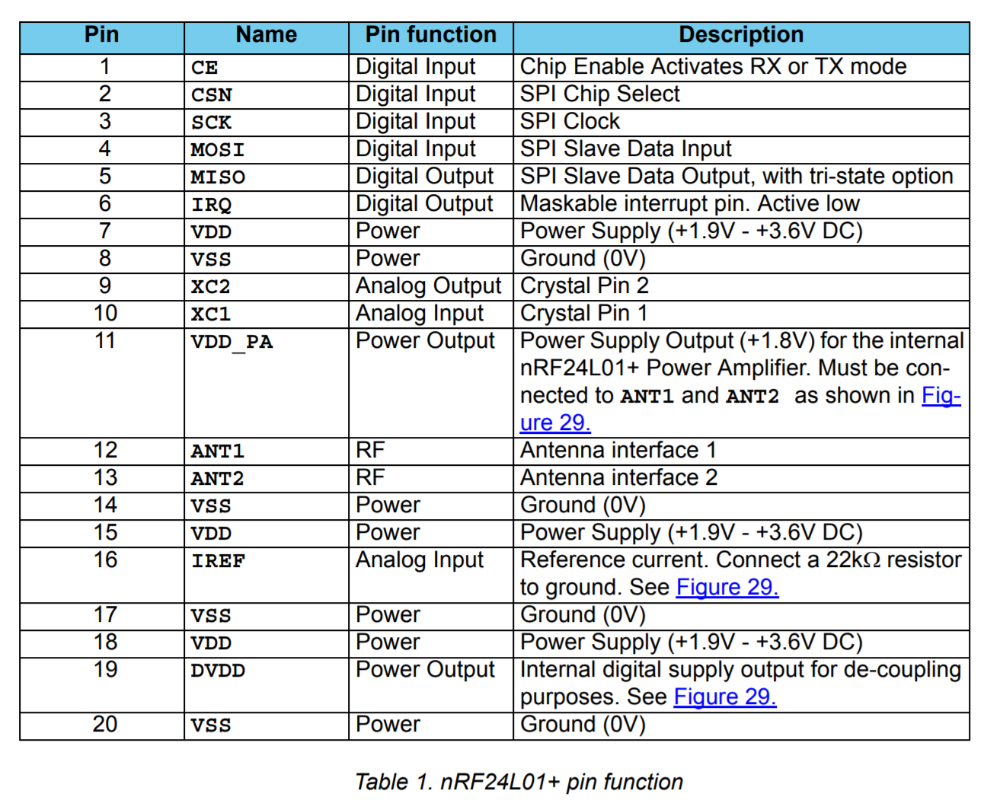 Pin Name Pin function Description
1 CE Digital Input Chip Enable Activates RX or TX mode
2 CSN Digital Input SPI Chip Select
3 SCK Digital Input SPI Clock
4 MOSI Digital Input SPI Slave Data Input
5 MISO Digital Output SPI Slave Data Output, with tri-state option
6 IRQ Digital Output Maskable interrupt pin. Active low
7 VDD Power Power Supply (+1.9V - +3.6V DC)
8 VSS Power Ground (0V)
9 XC2 Analog Output Crystal Pin 2
10 XC1 Analog Input Crystal Pin 1
11 VDD_PA Power Output Power Supply Output (+1.8V) for the internal
nRF24L01+ Power Amplifier. Must be con-
nected to ANT1 and ANT2 as shown in Fig-
ure 29.
12 ANT1 RF Antenna interface 1
13 ANT2 RF Antenna interface 2
14 VSS Power Ground (0V)
15 VDD Power Power Supply (+1.9V - +3.6V DC)
16 IREF Analog Input Reference current. Connect a 22kΩ resistor
to ground. See Figure 29.
17 VSS Power Ground (0V)
18 VDD Power Power Supply (+1.9V - +3.6V DC)
19 DVDD Power Output Internal digital supply output for de-coupling
purposes. See Figure 29.
20 VSS Power Ground (0V)
Table 1. nRF24L01+ pin function